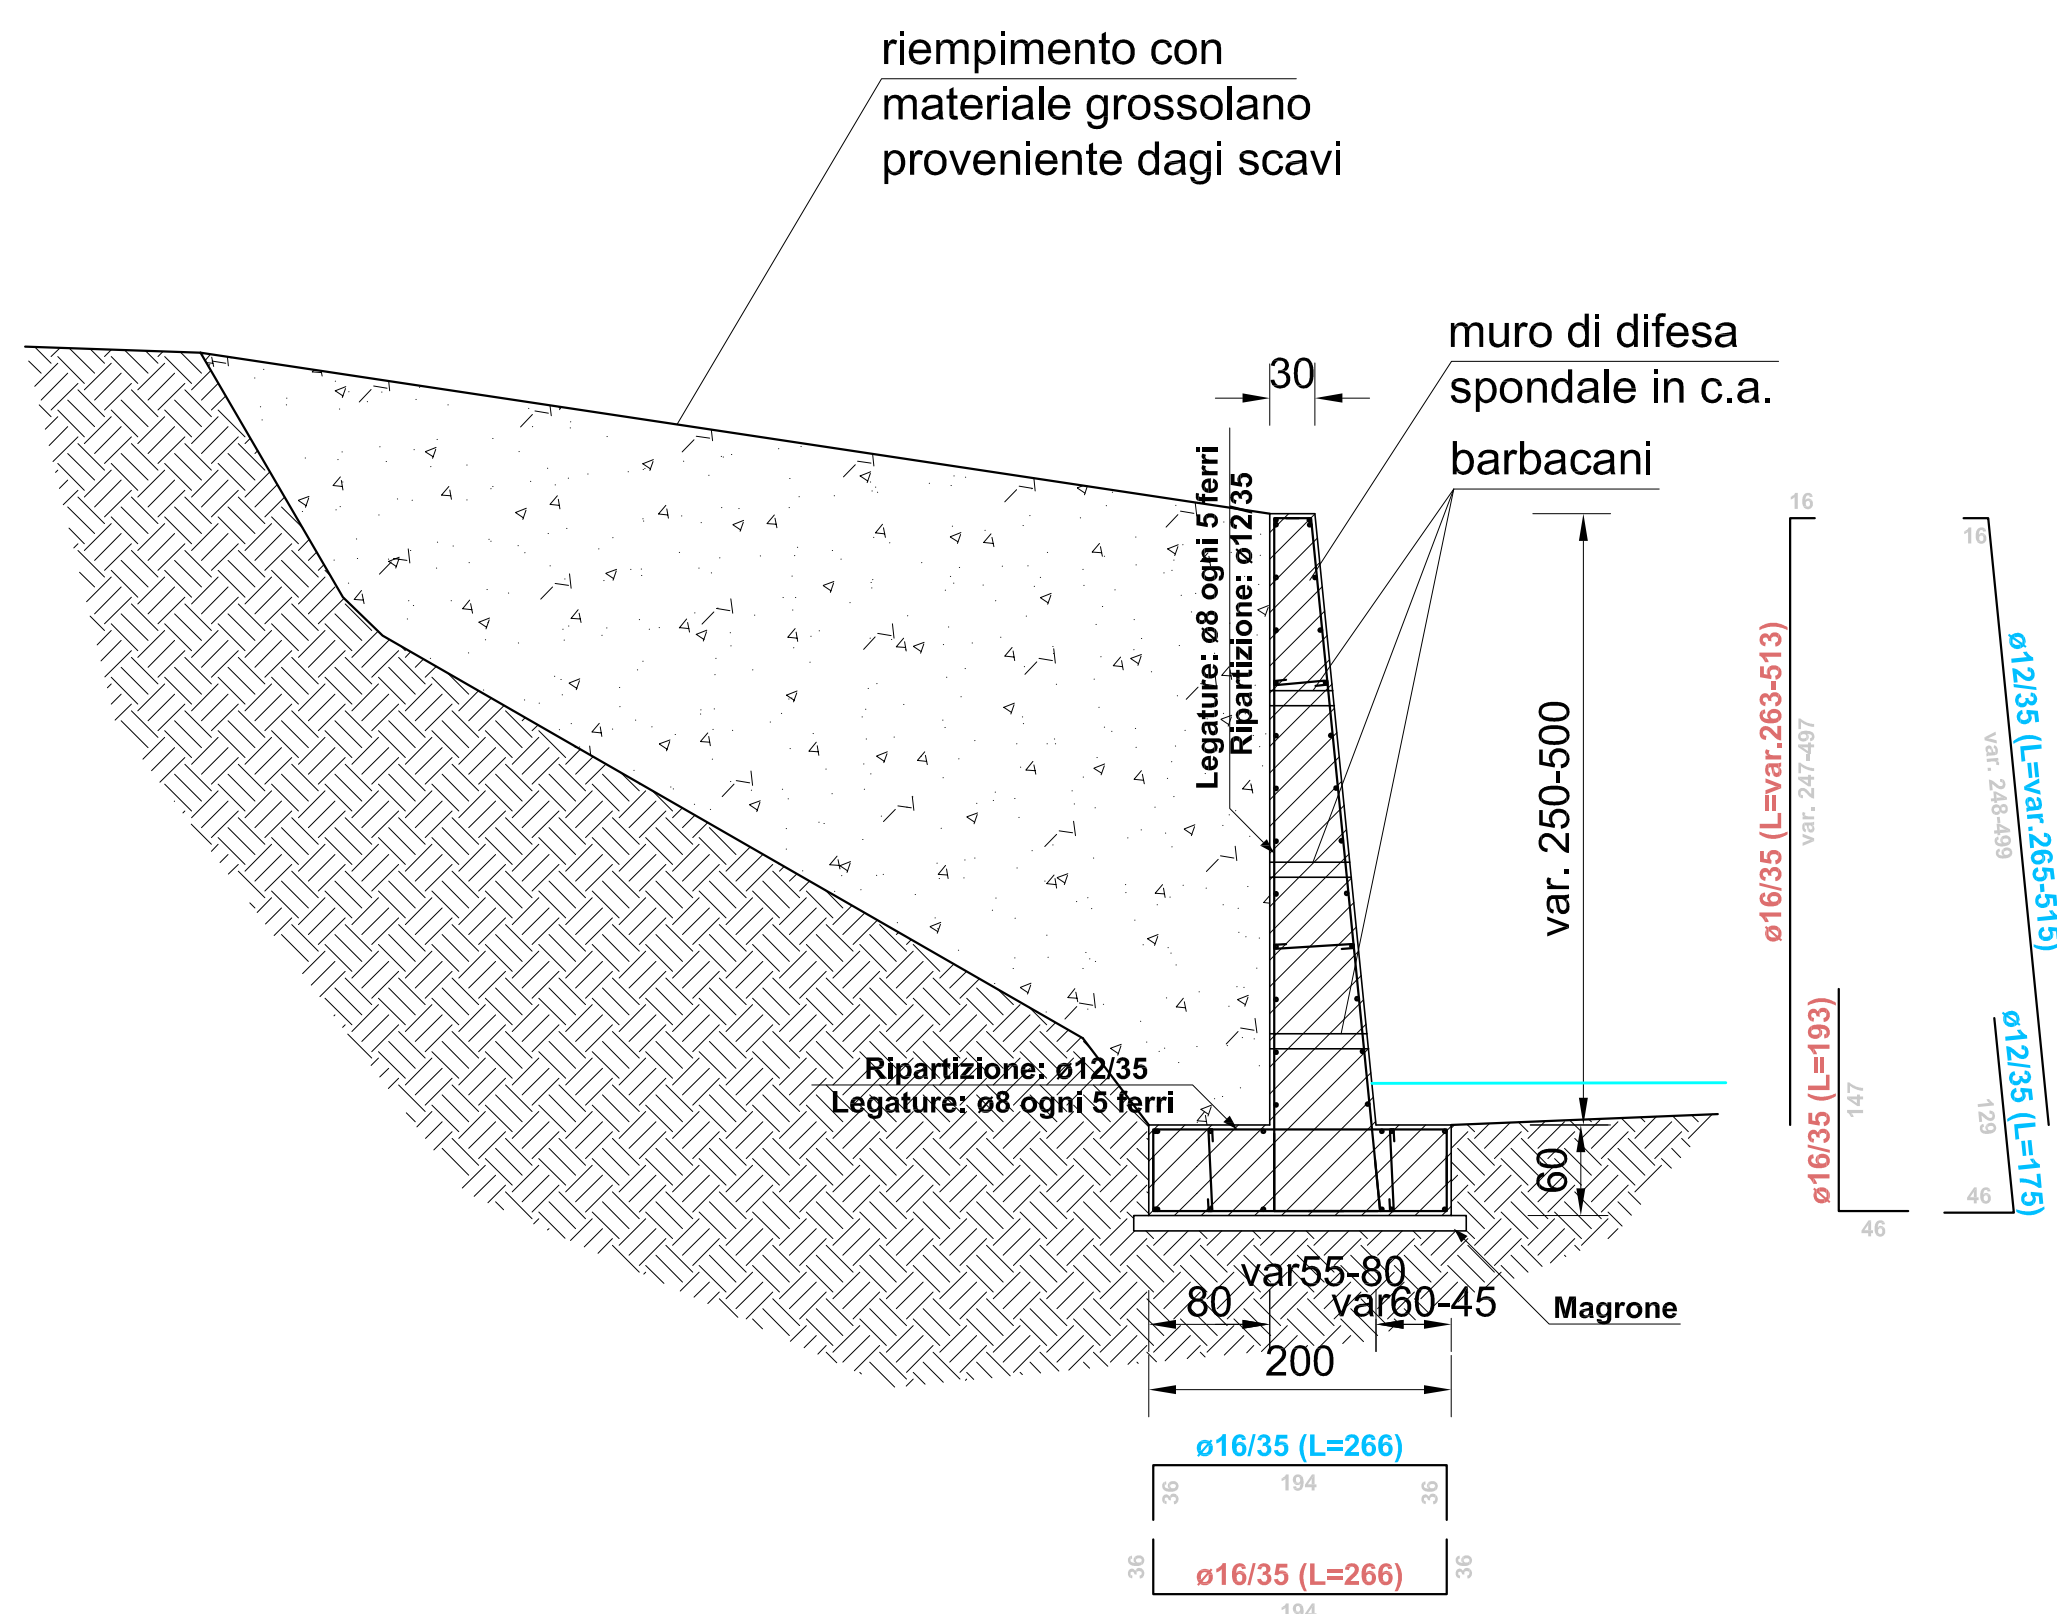 riempimento con
materiale grossolano
proveniente dagi scavi
muro di difesa
spondale in c.a.
barbacani
30
Legature: ø8 ogni 5 ferri
Ripartizione: ø12/35
var. 250-500
60
16
ø16/35 (L=var.263-513)
var. 247-497
16
ø12/35 (L=var.265-515)
var. 248-499
ø16/35 (L=193)
147
46
ø12/35 (L=175)
129
46
Ripartizione: ø12/35
Legature: ø8 ogni 5 ferri
var55-80
80
var60-45
Magrone
200
ø16/35 (L=266)
194
36
36
36
36
ø16/35 (L=266)
194